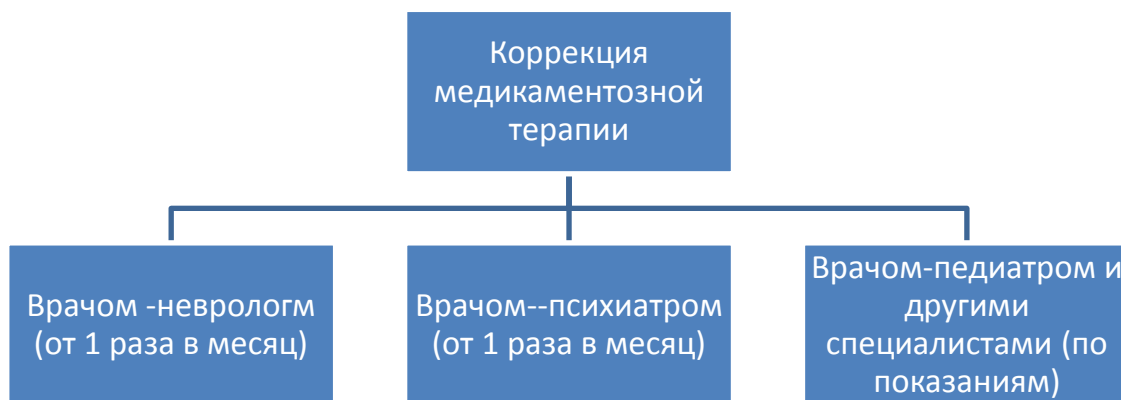 Коррекция
медикаментозной
терапии
Врачом -неврологм
(от 1 раза в месяц)
Врачом--психиатром
(от 1 раза в месяц)
Врачом-педиатром и
другими
специалистами (по
показаниям)